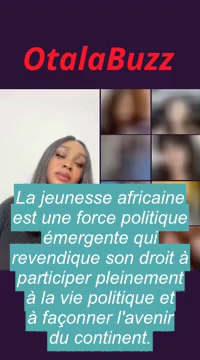 OtalaBuzz
La jeunesse africaine
est une force politique
émergente qui
revendique son droit à
participer pleinement
à la vie politique et
à façonner l'avenir
du continent.